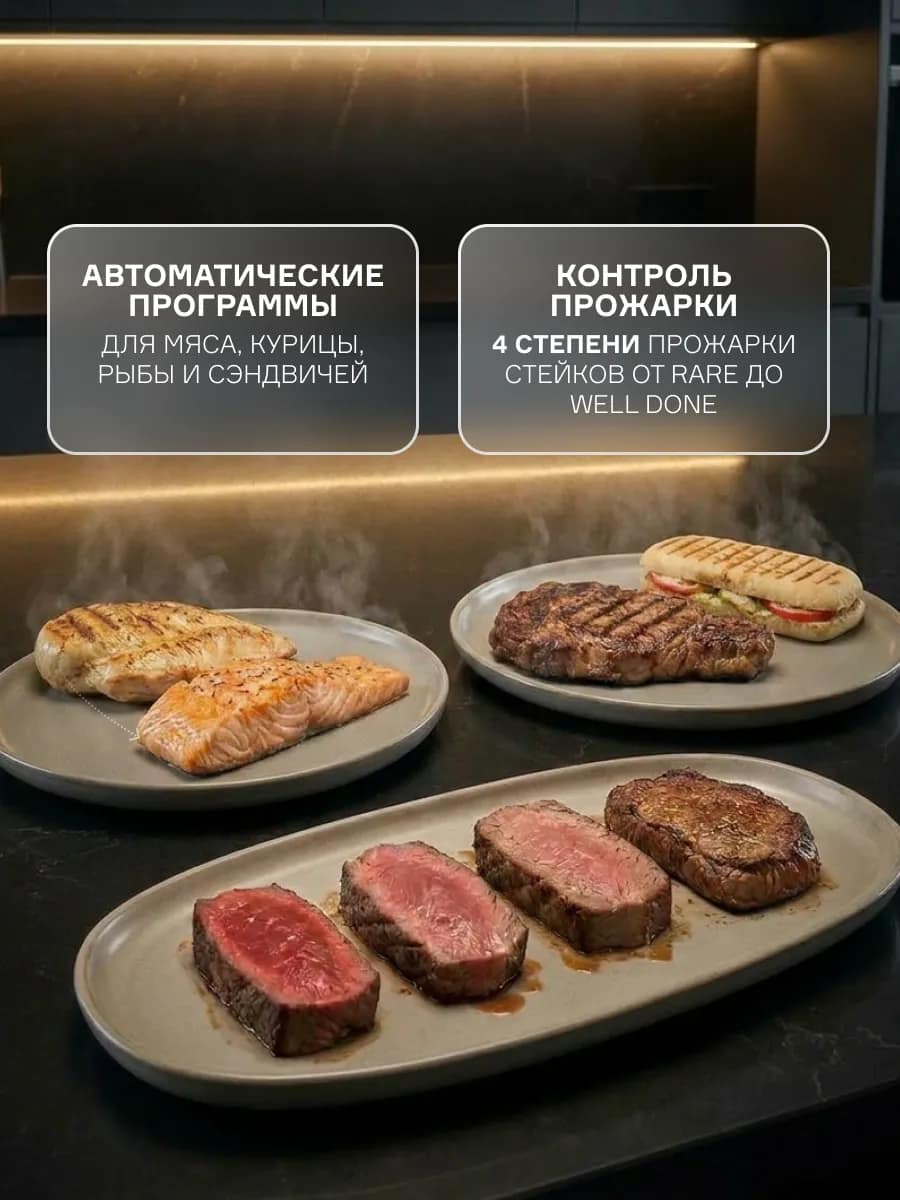 АВТОМАТИЧЕСКИЕ
ПРОГРАММЫ
ДЛЯ МЯСА, КУРИЦЫ,
РЫБЫ И СЭНДВИЧЕЙ
КОНТРОЛЬ
ПРОЖАРКИ
4 СТЕПЕНИ ПРОЖАРКИ
СТЕЙКОВ ОТ RARE ДО
WELL DONE